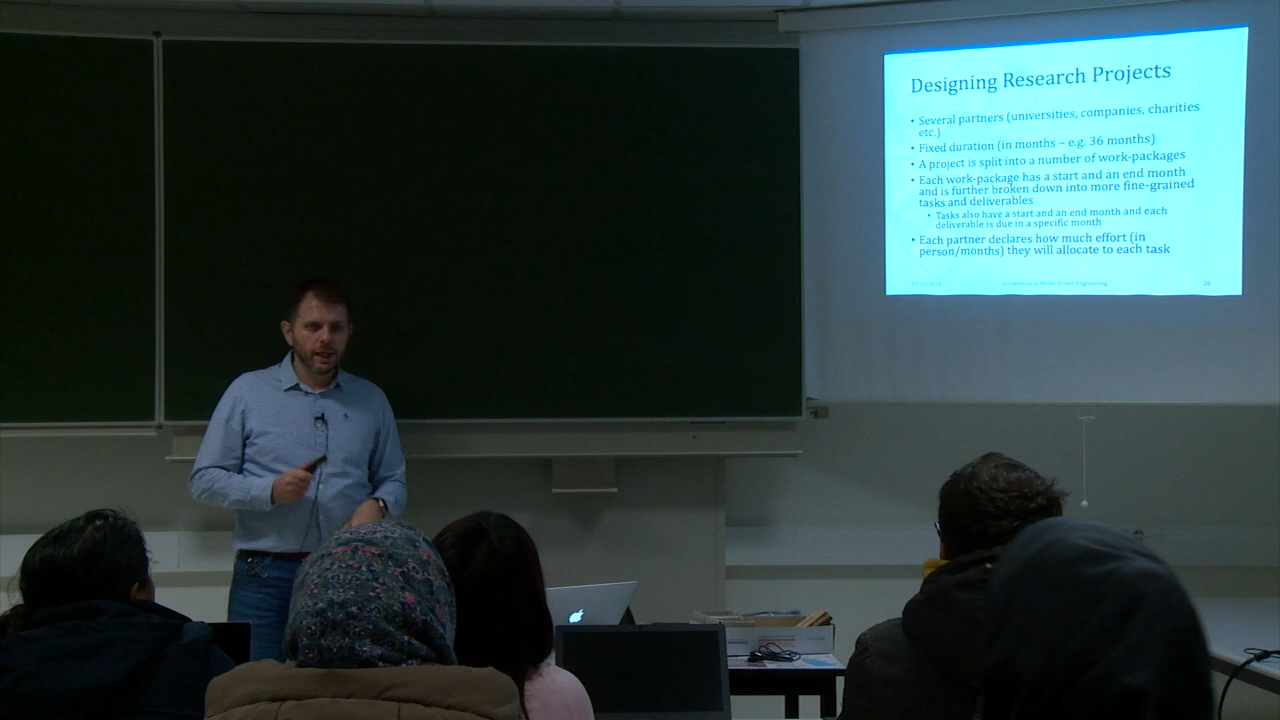 Designing Research Projects
• Several partners (universities, companies, charities
etc.)
• Fixed duration (in months – e.g. 36 months)
• A project is split into a number of work-packages
• Each work-package has a start and an end month
and is further broken down into more fine-grained
tasks and deliverables
• Tasks also have a start and an end month and each
deliverable is due in a specific month
• Each partner declares how much effort (in
person/months) they will allocate to each task
Engineering